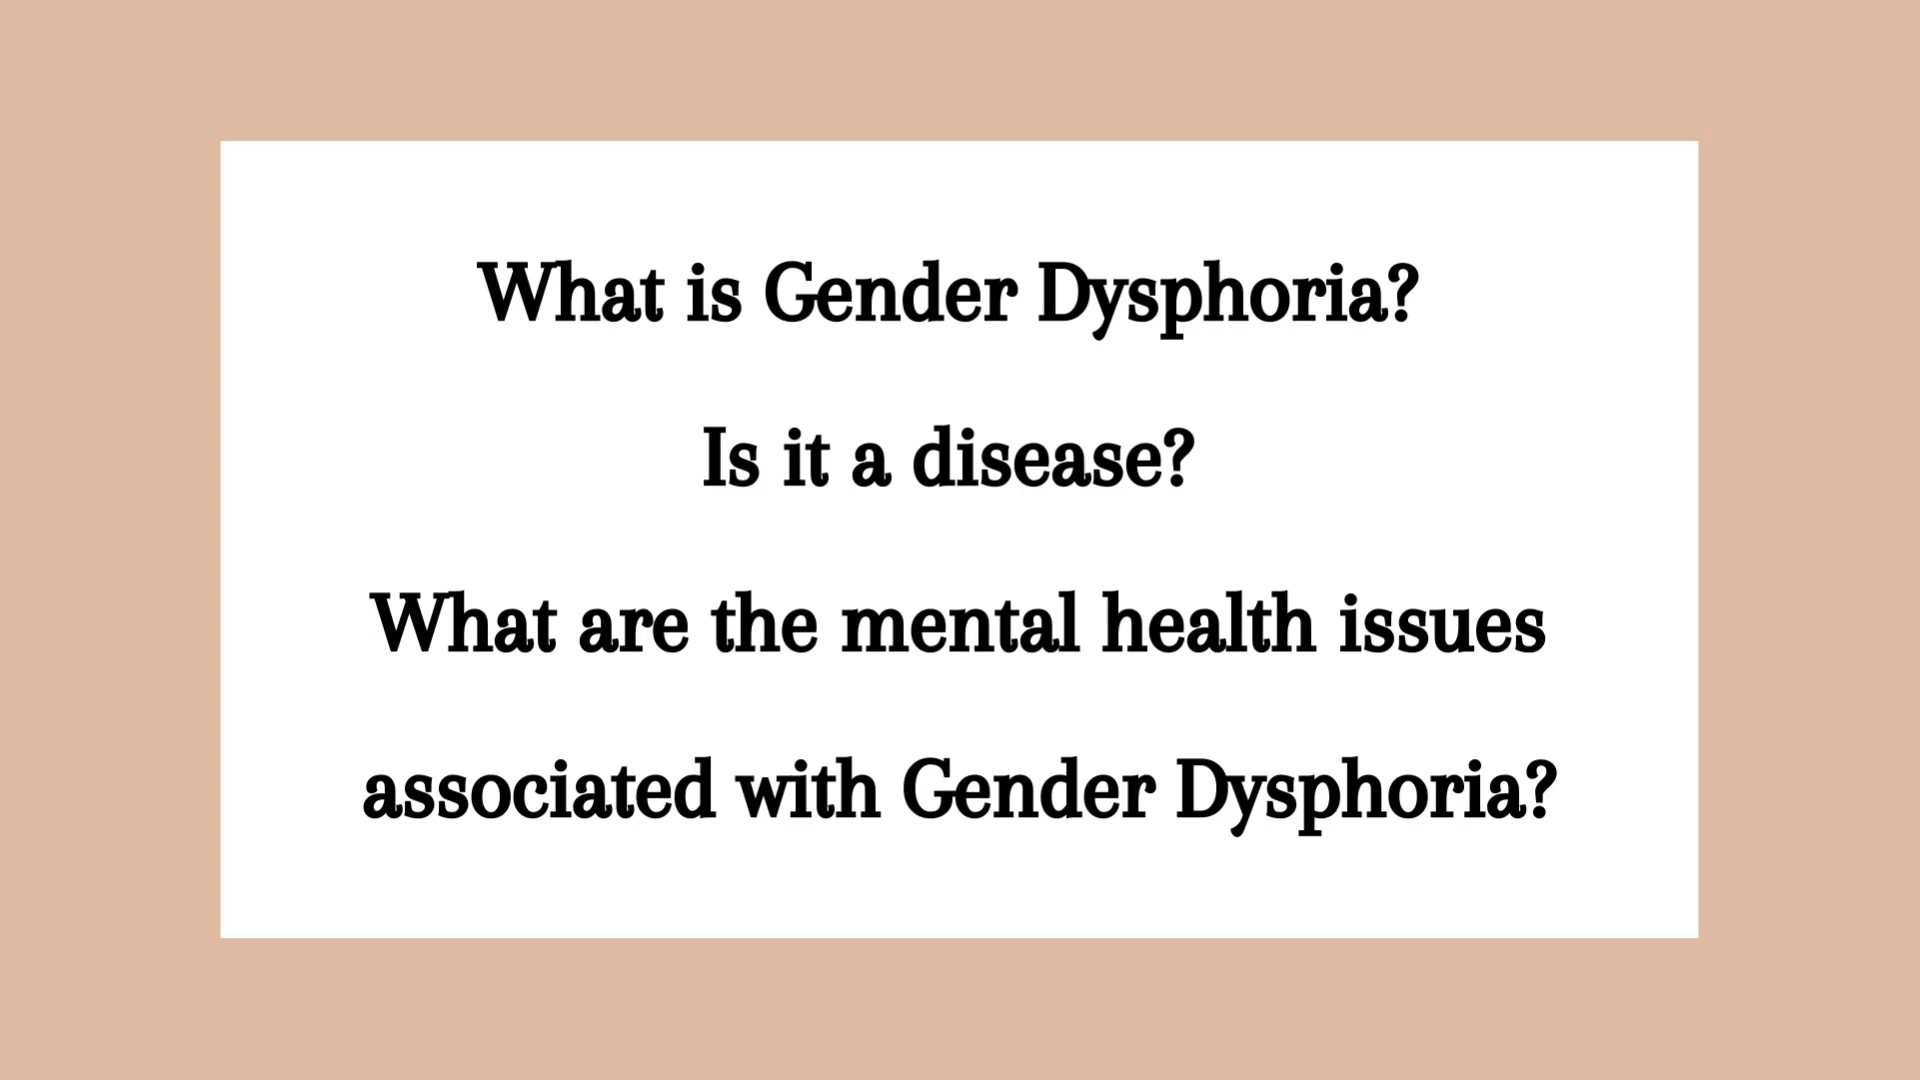 What is Gender Dysphoria?
Is it a disease?
What are the mental health issues
associated with Gender Dysphoria?